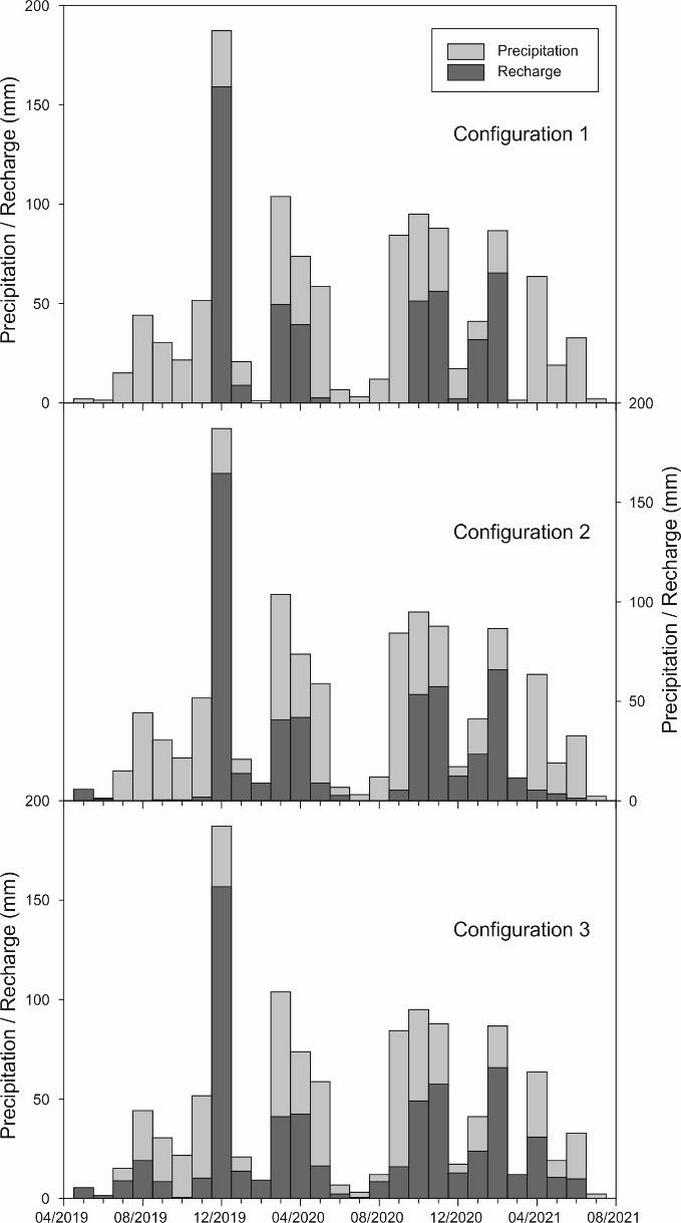 200
Precipitation
Recharge
150
Configuration 1
100
50
0
Precipitation / Recharge (mm)
200
150
Configuration 2
100
50
0
Precipitation / Recharge (mm)
200
150
Configuration 3
100
50
0
Precipitation / Recharge (mm)
04/2019 08/2019 12/2019 04/2020 08/2020 12/2020 04/2021 08/2021